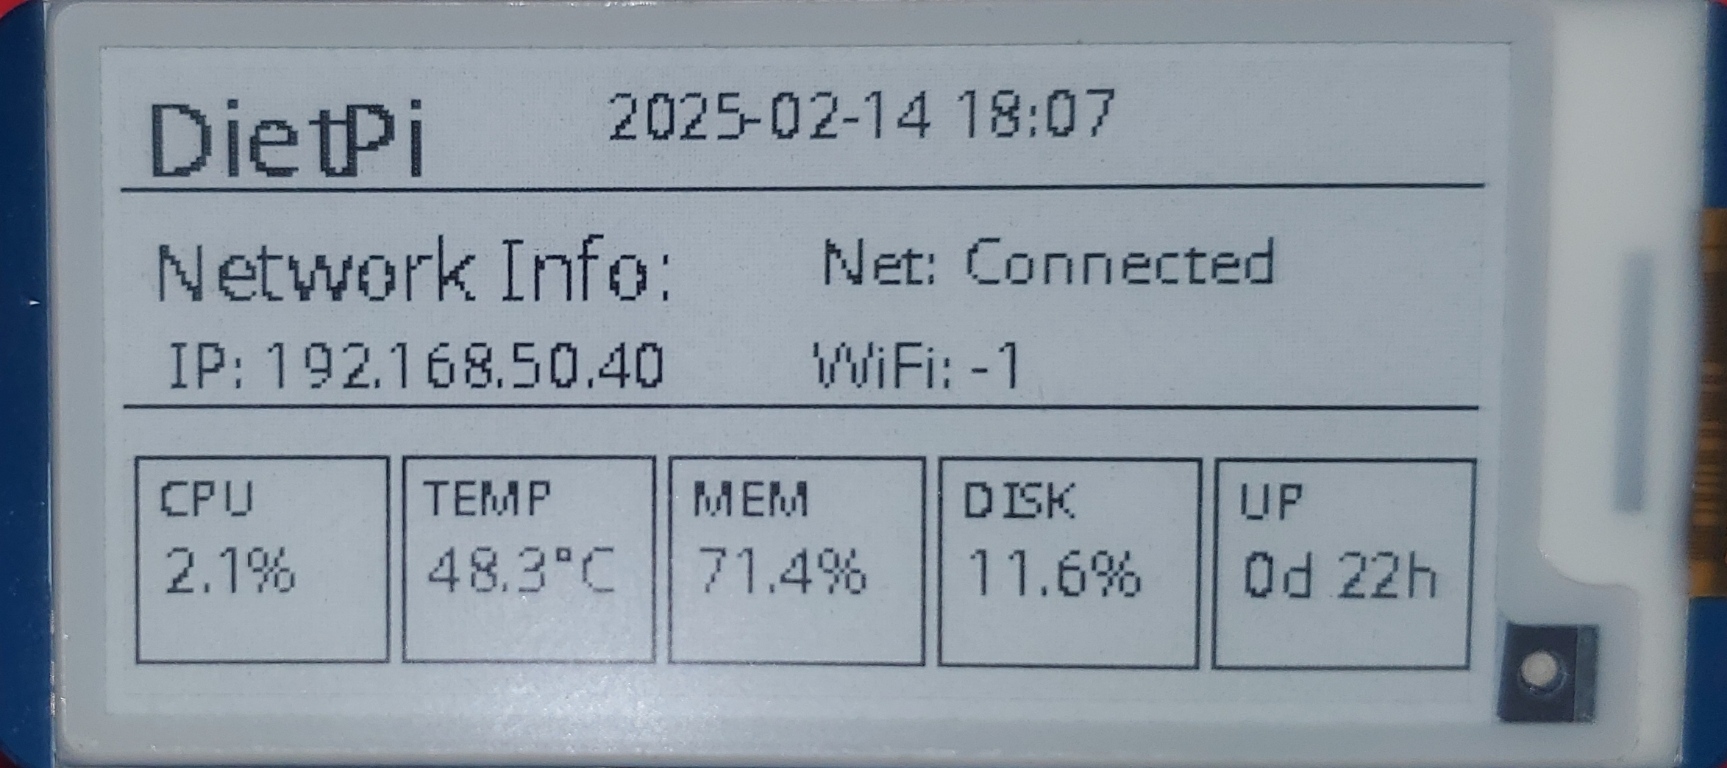 DietPi 2025-02-14 18:07
Network Info: Net: Connected
IP: 192.168.50.40 WiFi: -1
CPU TEMP MEM DISK UP
2.1% 48.3°C 71.4% 11.6% 0d 22h